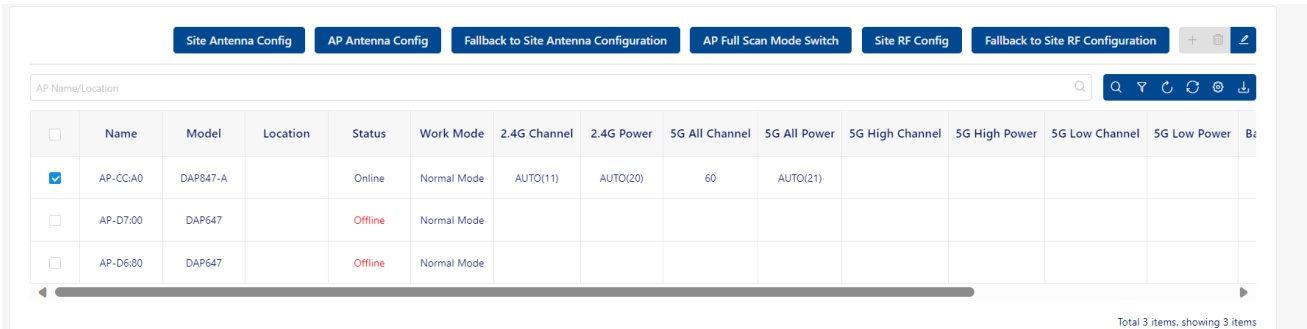 Site Antenna Config AP Antenna Config Fallback to Site Antenna Configuration AP Full Scan Mode Switch Site RF Config Fallback to Site RF Configuration
AP Name/Location
Name Model Location Status Work Mode 2.4G Channel 2.4G Power 5G All Channel 5G All Power 5G High Channel 5G High Power 5G Low Channel 5G Low Power Ba
AP-CC:A0 DAP847-A Online Normal Mode AUTO(11) AUTO(20) 60 AUTO(21)
AP-D7:00 DAP647 Offline Normal Mode
AP-D6:80 DAP647 Offline Normal Mode
Total 3 items, showing 3 items